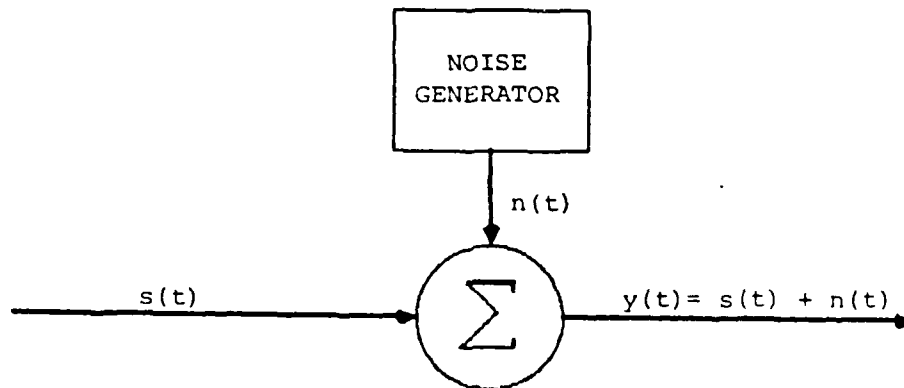 NOISE
GENERATOR
n(t)
s(t)
Σ
y(t)= s(t) + n(t)